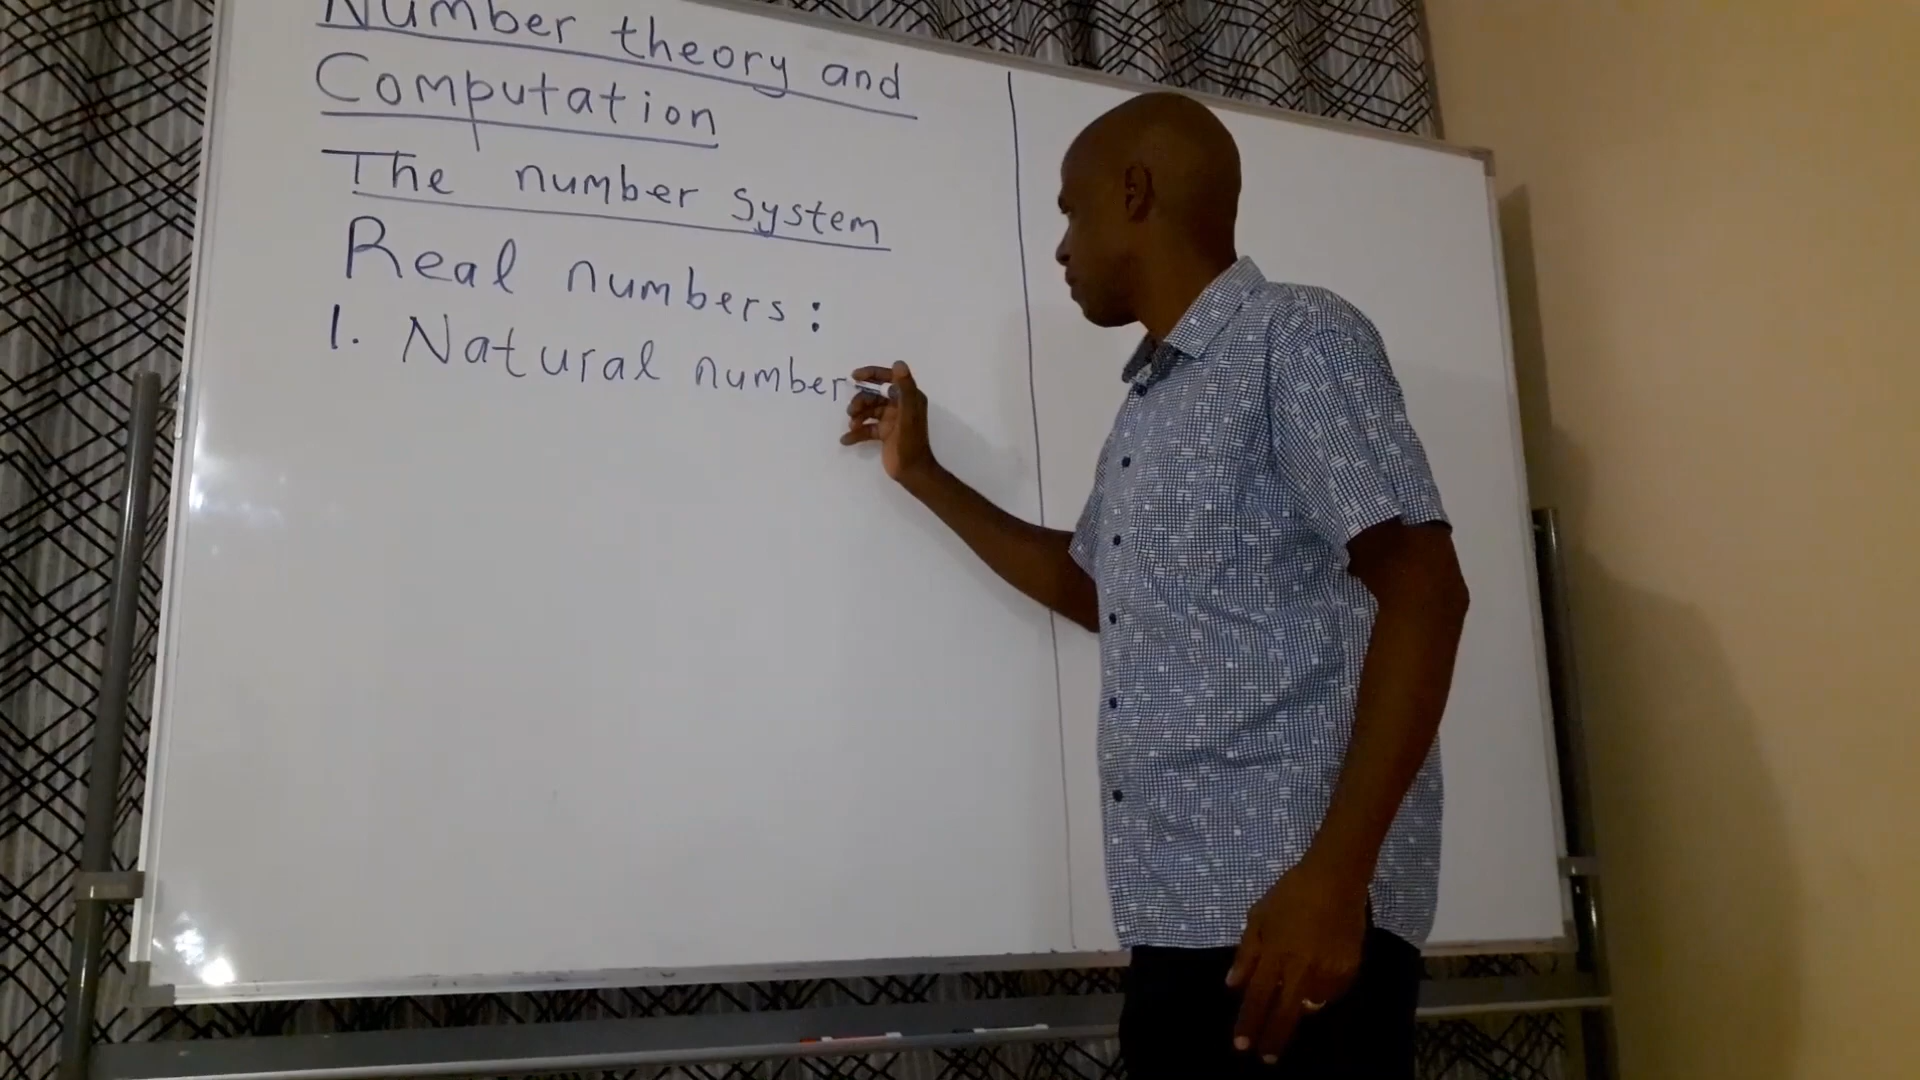 Number theory and
Computation
The number system
Real numbers:
1. Natural number